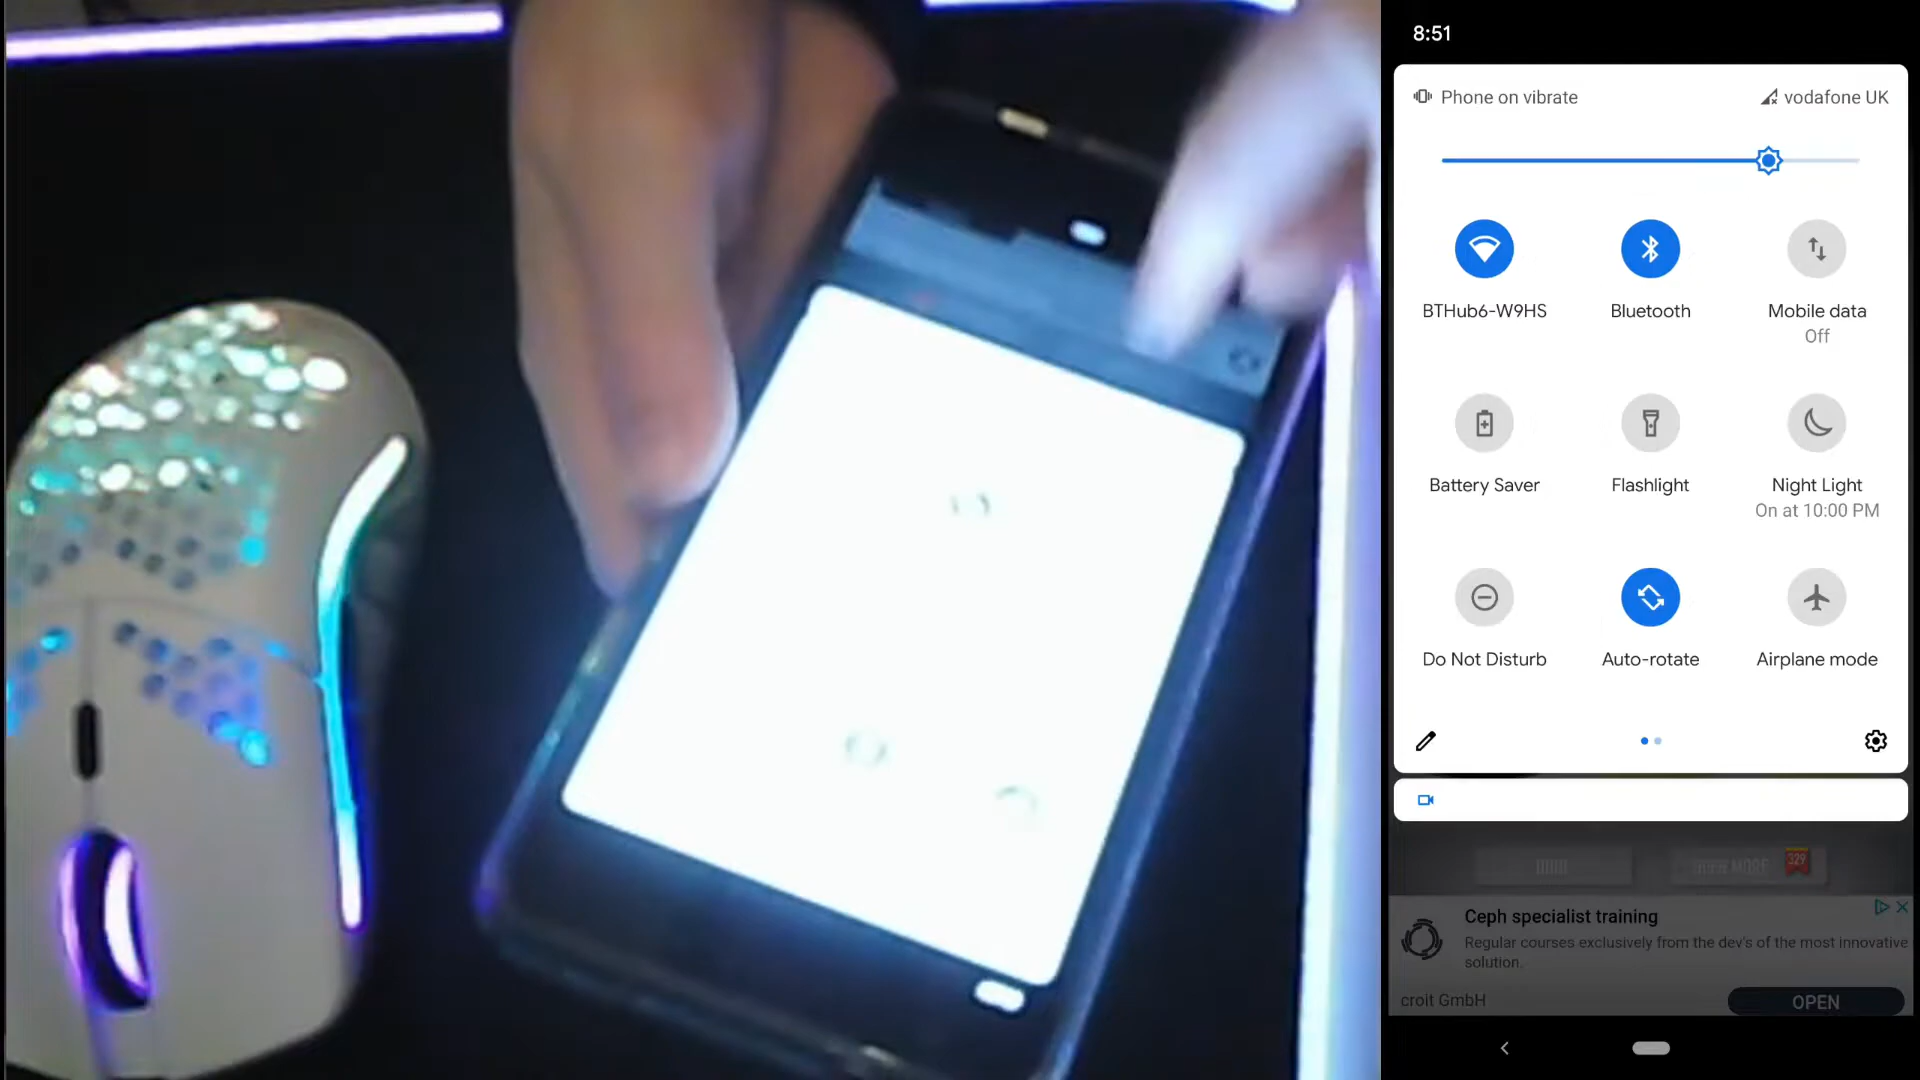 8:51
Phone on vibrate
vodafone UK
BTHub6-W9HS
Bluetooth
Mobile data
Off
Battery Saver
Flashlight
Night Light
On at 10:00 PM
Do Not Disturb
Auto-rotate
Airplane mode
329
Ceph specialist training
Regular courses exclusively from the dev's of the most innovative
solution.
croit GmbH
OPEN